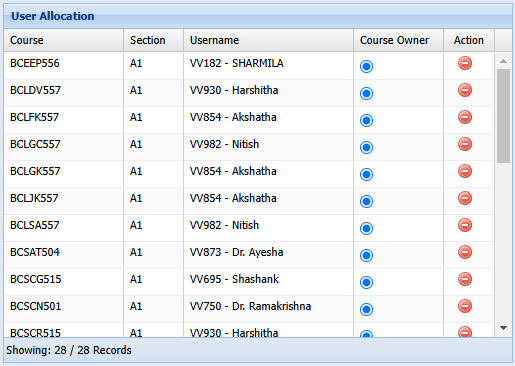 User Allocation
Course Section Username Course Owner Action
BCEEP556 A1 VV182 - SHARMILA
BCLDV557 A1 VV930 - Harshitha
BCLFK557 A1 VV854 - Akshatha
BCLGC557 A1 VV982 - Nitish
BCLGK557 A1 VV854 - Akshatha
BCLJK557 A1 VV854 - Akshatha
BCLSA557 A1 VV982 - Nitish
BCSAT504 A1 VV873 - Dr. Ayesha
BCSCG515 A1 VV695 - Shashank
BCSCN501 A1 VV750 - Dr. Ramakrishna
BCSCR515 A1 VV930 - Harshitha
Showing: 28 / 28 Records